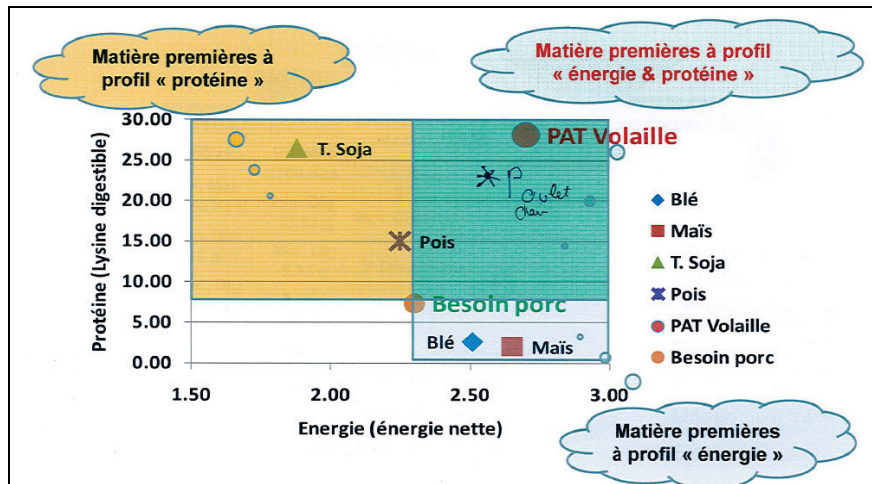 Matière premières à
profil « protéine »
Matière premières à profil
« énergie & protéine »
Protéine (Lysine digestible)
30.00
25.00
20.00
15.00
10.00
5.00
0.00
T. Soja
PAT Volaille
Poulet
Pois
Besoin porc
Blé
Maïs
1.50
2.00
2.50
3.00
Energie (énergie nette)
Blé
Maïs
T. Soja
Pois
PAT Volaille
Besoin porc
Matière premières
à profil « énergie »